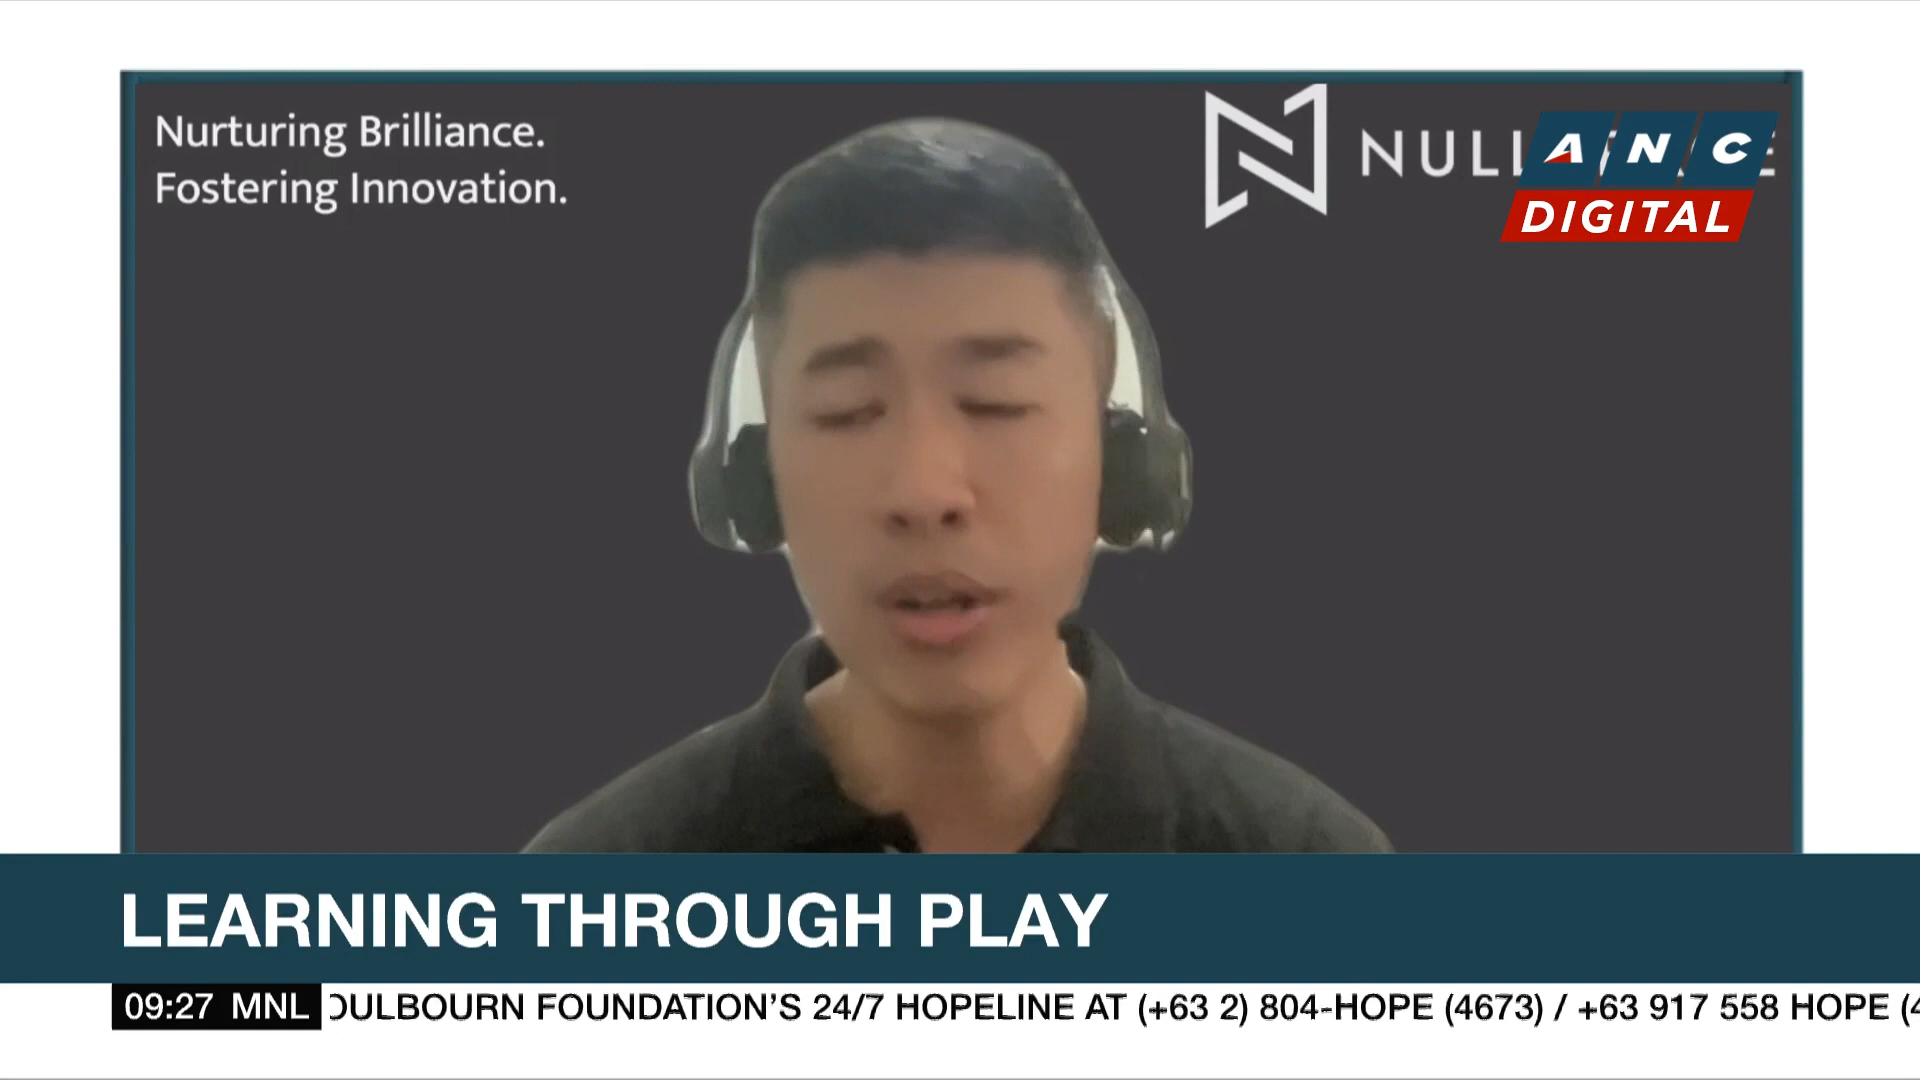 Nurturing Brilliance.
Fostering Innovation.
ANC
DIGITAL
LEARNING THROUGH PLAY
09:27 MNL
FOUNDATION'S 24/7 HOPELINE AT (+63 2) 804-HOPE (4673) / +63 917 558 HOPE